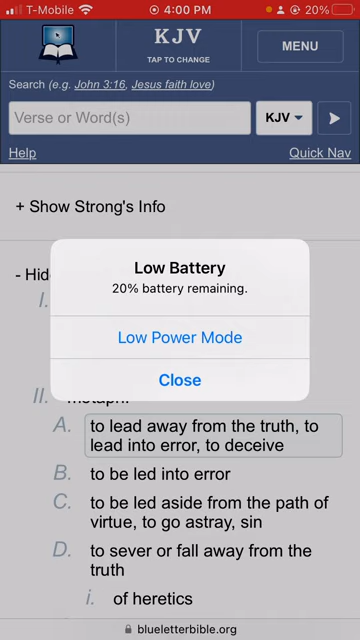 T-Mobile 4:00 PM 20%
KJV
TAP TO CHANGE
MENU
Search (e.g. John 3:16, Jesus faith love)
Verse or Word(s)
KJV
Help
Quick Nav
+ Show Strong's Info
Low Battery
20% battery remaining.
Low Power Mode
Close
- Hid
I.
II.
A. to lead away from the truth, to
lead into error, to deceive
B. to be led into error
C. to be led aside from the path of
virtue, to go astray, sin
D. to sever or fall away from the
truth
i. of heretics
blueletterbible.org